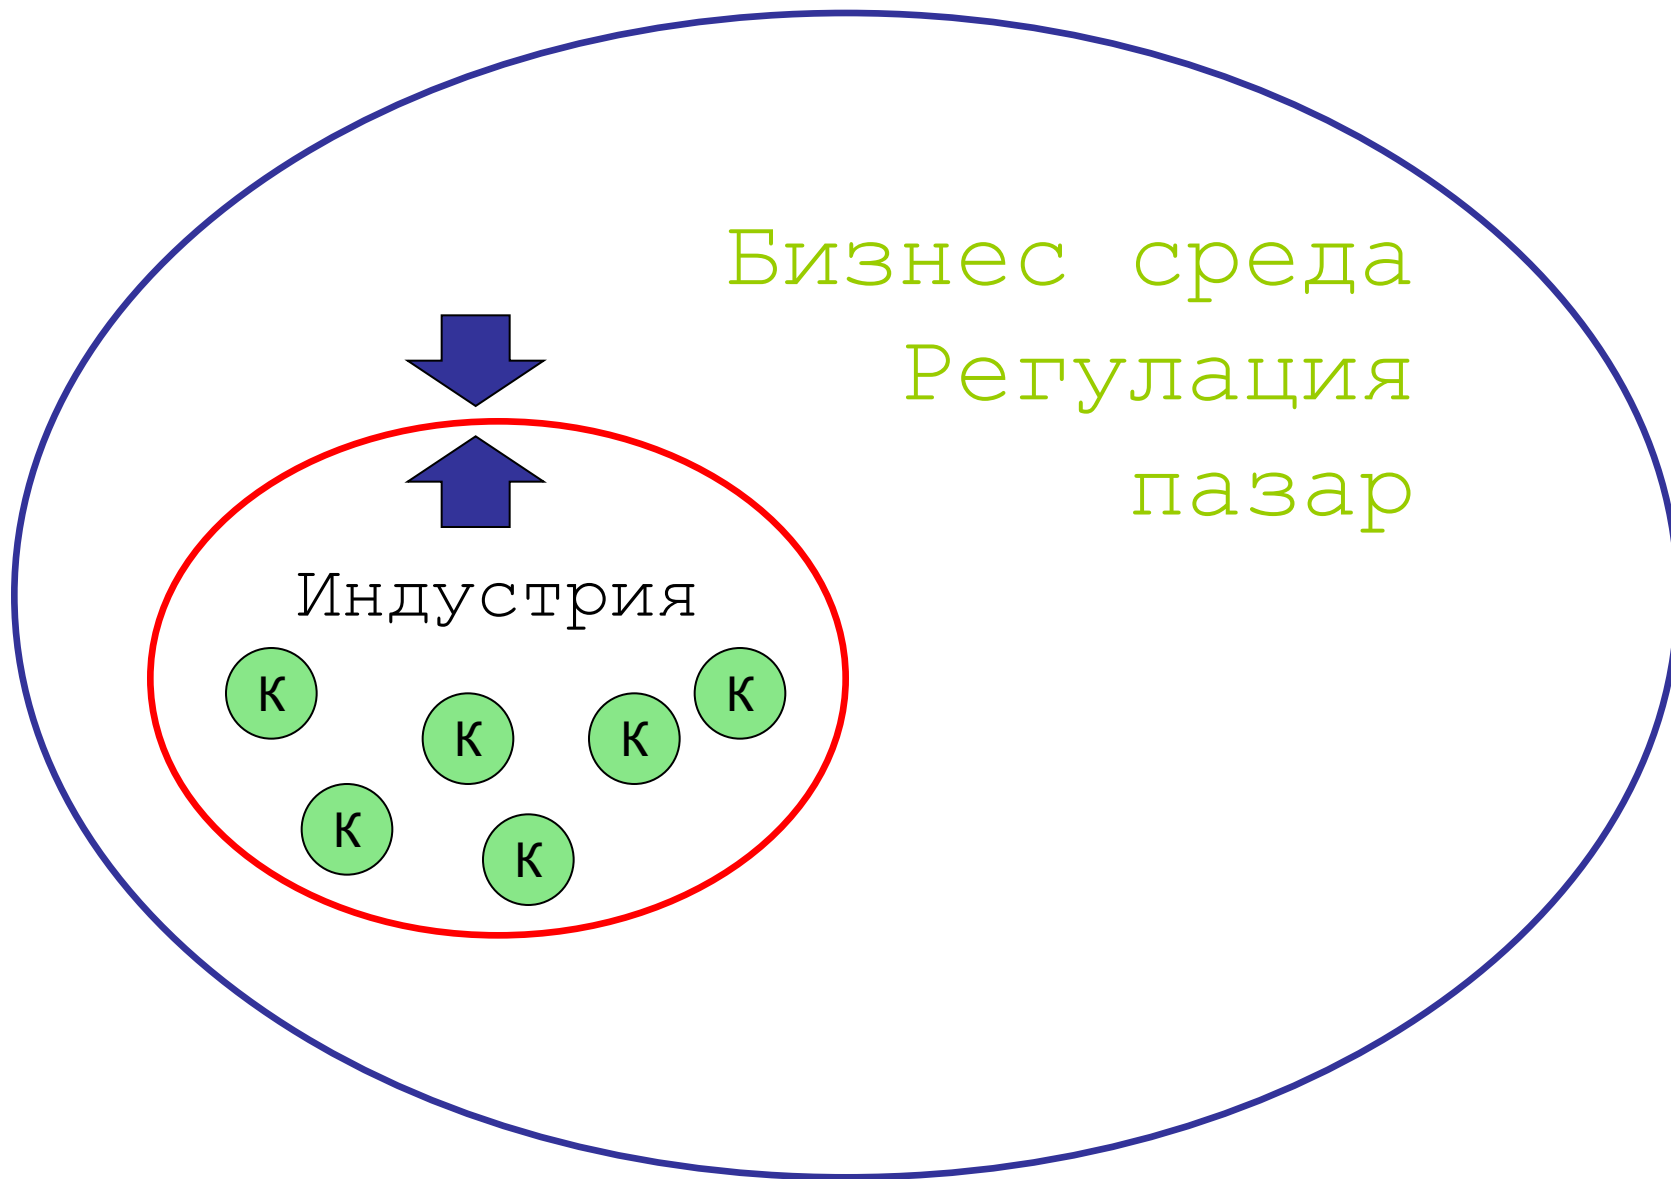 Бизнес среда
Регулация
пазар
Индустрия
К
К
К
К
К
К